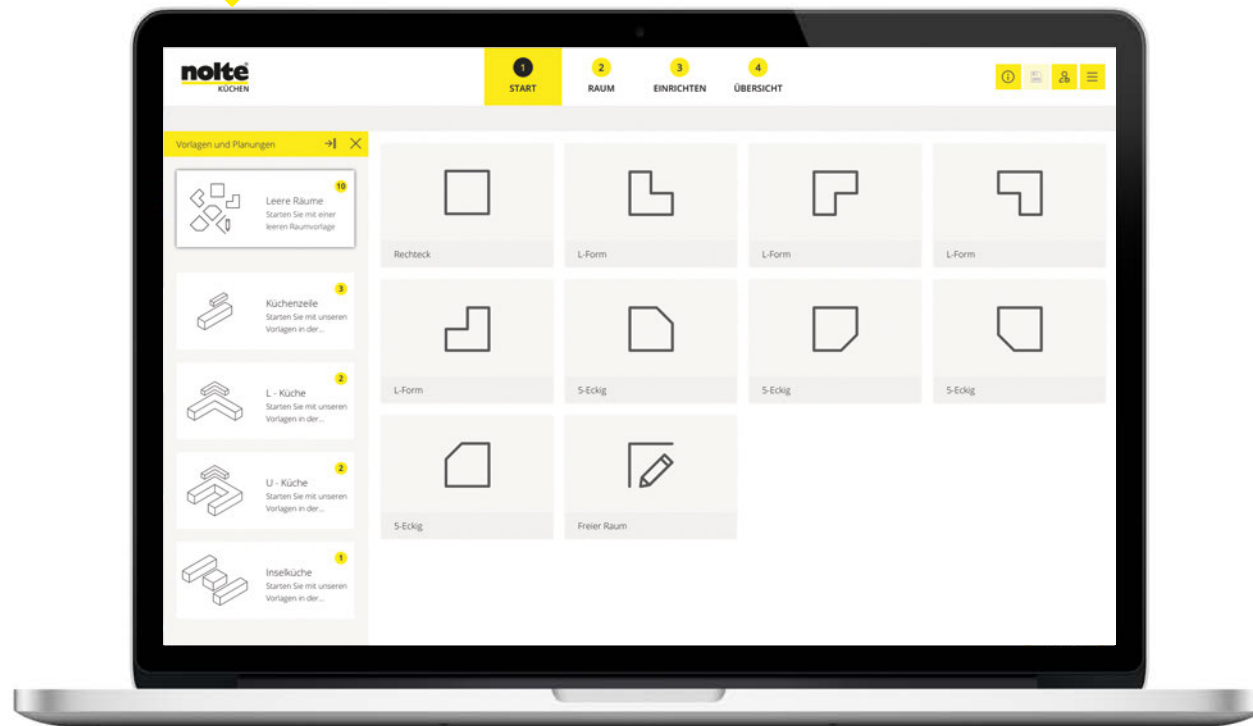 nolte
KÜCHEN
1
START
2
RAUM
3
EINRICHTEN
4
ÜBERSICHT
Vorlagen und Planungen
10
Leere Räume
Starten Sie mit einer
leeren Raumvorlage
3
Küchenzeile
Starten Sie mit unseren
Vorlagen in der...
2
L - Küche
Starten Sie mit unseren
Vorlagen in der...
2
U - Küche
Starten Sie mit unseren
Vorlagen in der...
1
Inselküche
Starten Sie mit unseren
Vorlagen in der...
Rechteck
L-Form
L-Form
L-Form
L-Form
5-Eckig
5-Eckig
5-Eckig
5-Eckig
Freier Raum